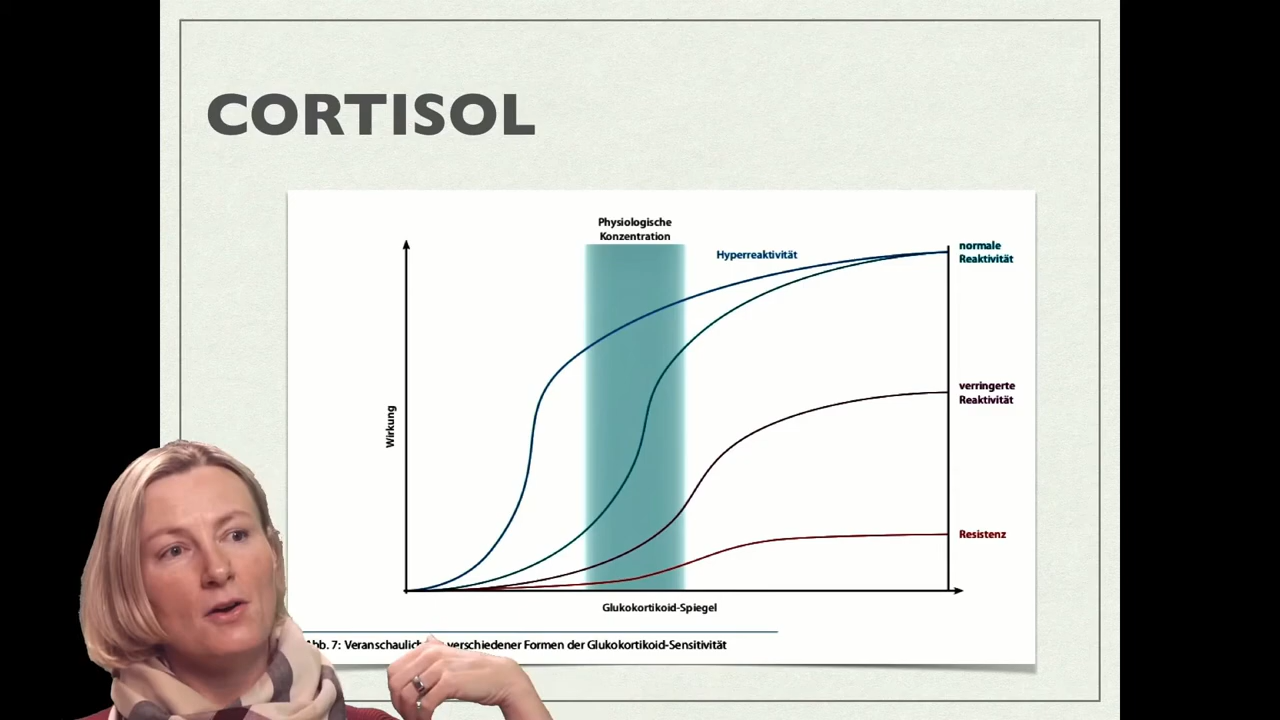 CORTISOL
Physiologische
Konzentration
Hyperreaktivität
normale
Reaktivität
verringerte
Reaktivität
Wirkung
Resistenz
Glukokortikoid-Spiegel
Abb. 7: verschiedener Formen der Glukokortikoid-Sensitivität